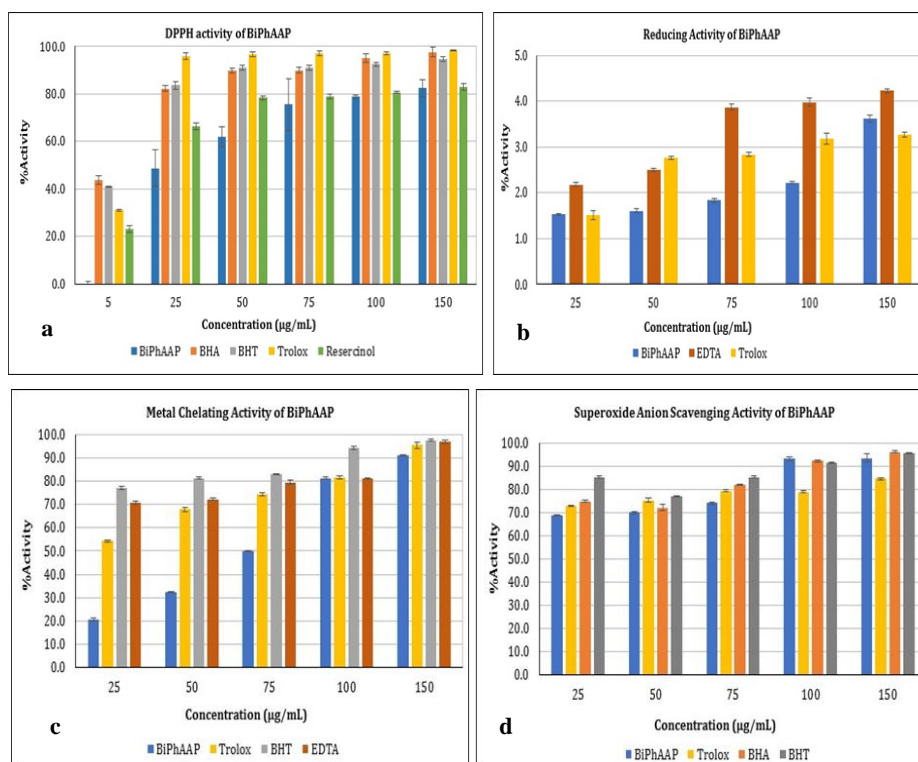 DPPH activity of BiPhAAP
100.0
80.0
60.0
40.0
20.0
0.0
%Activity
5 25 50 75 100 150
Concentration (µg/mL)
BiPhAAP BHA BHT Trolox Resercinol
a
Reducing Activity of BiPhAAP
5.0
4.0
3.0
2.0
1.0
0.0
%Activity
25 50 75 100 150
Concentration (µg/mL)
BiPhAAP EDTA Trolox
b
Metal Chelating Activity of BiPhAAP
100.0
90.0
80.0
70.0
60.0
50.0
40.0
30.0
20.0
10.0
0.0
%Activity
25 50 75 100 150
Concentration (µg/mL)
BiPhAAP Trolox BHT EDTA
c
Superoxide Anion Scavenging Activity of BiPhAAP
100.0
90.0
80.0
70.0
60.0
50.0
40.0
30.0
20.0
10.0
0.0
%Activity
25 50 75 100 150
Concentration (µg/mL)
BiPhAAP Trolox BHA BHT
d